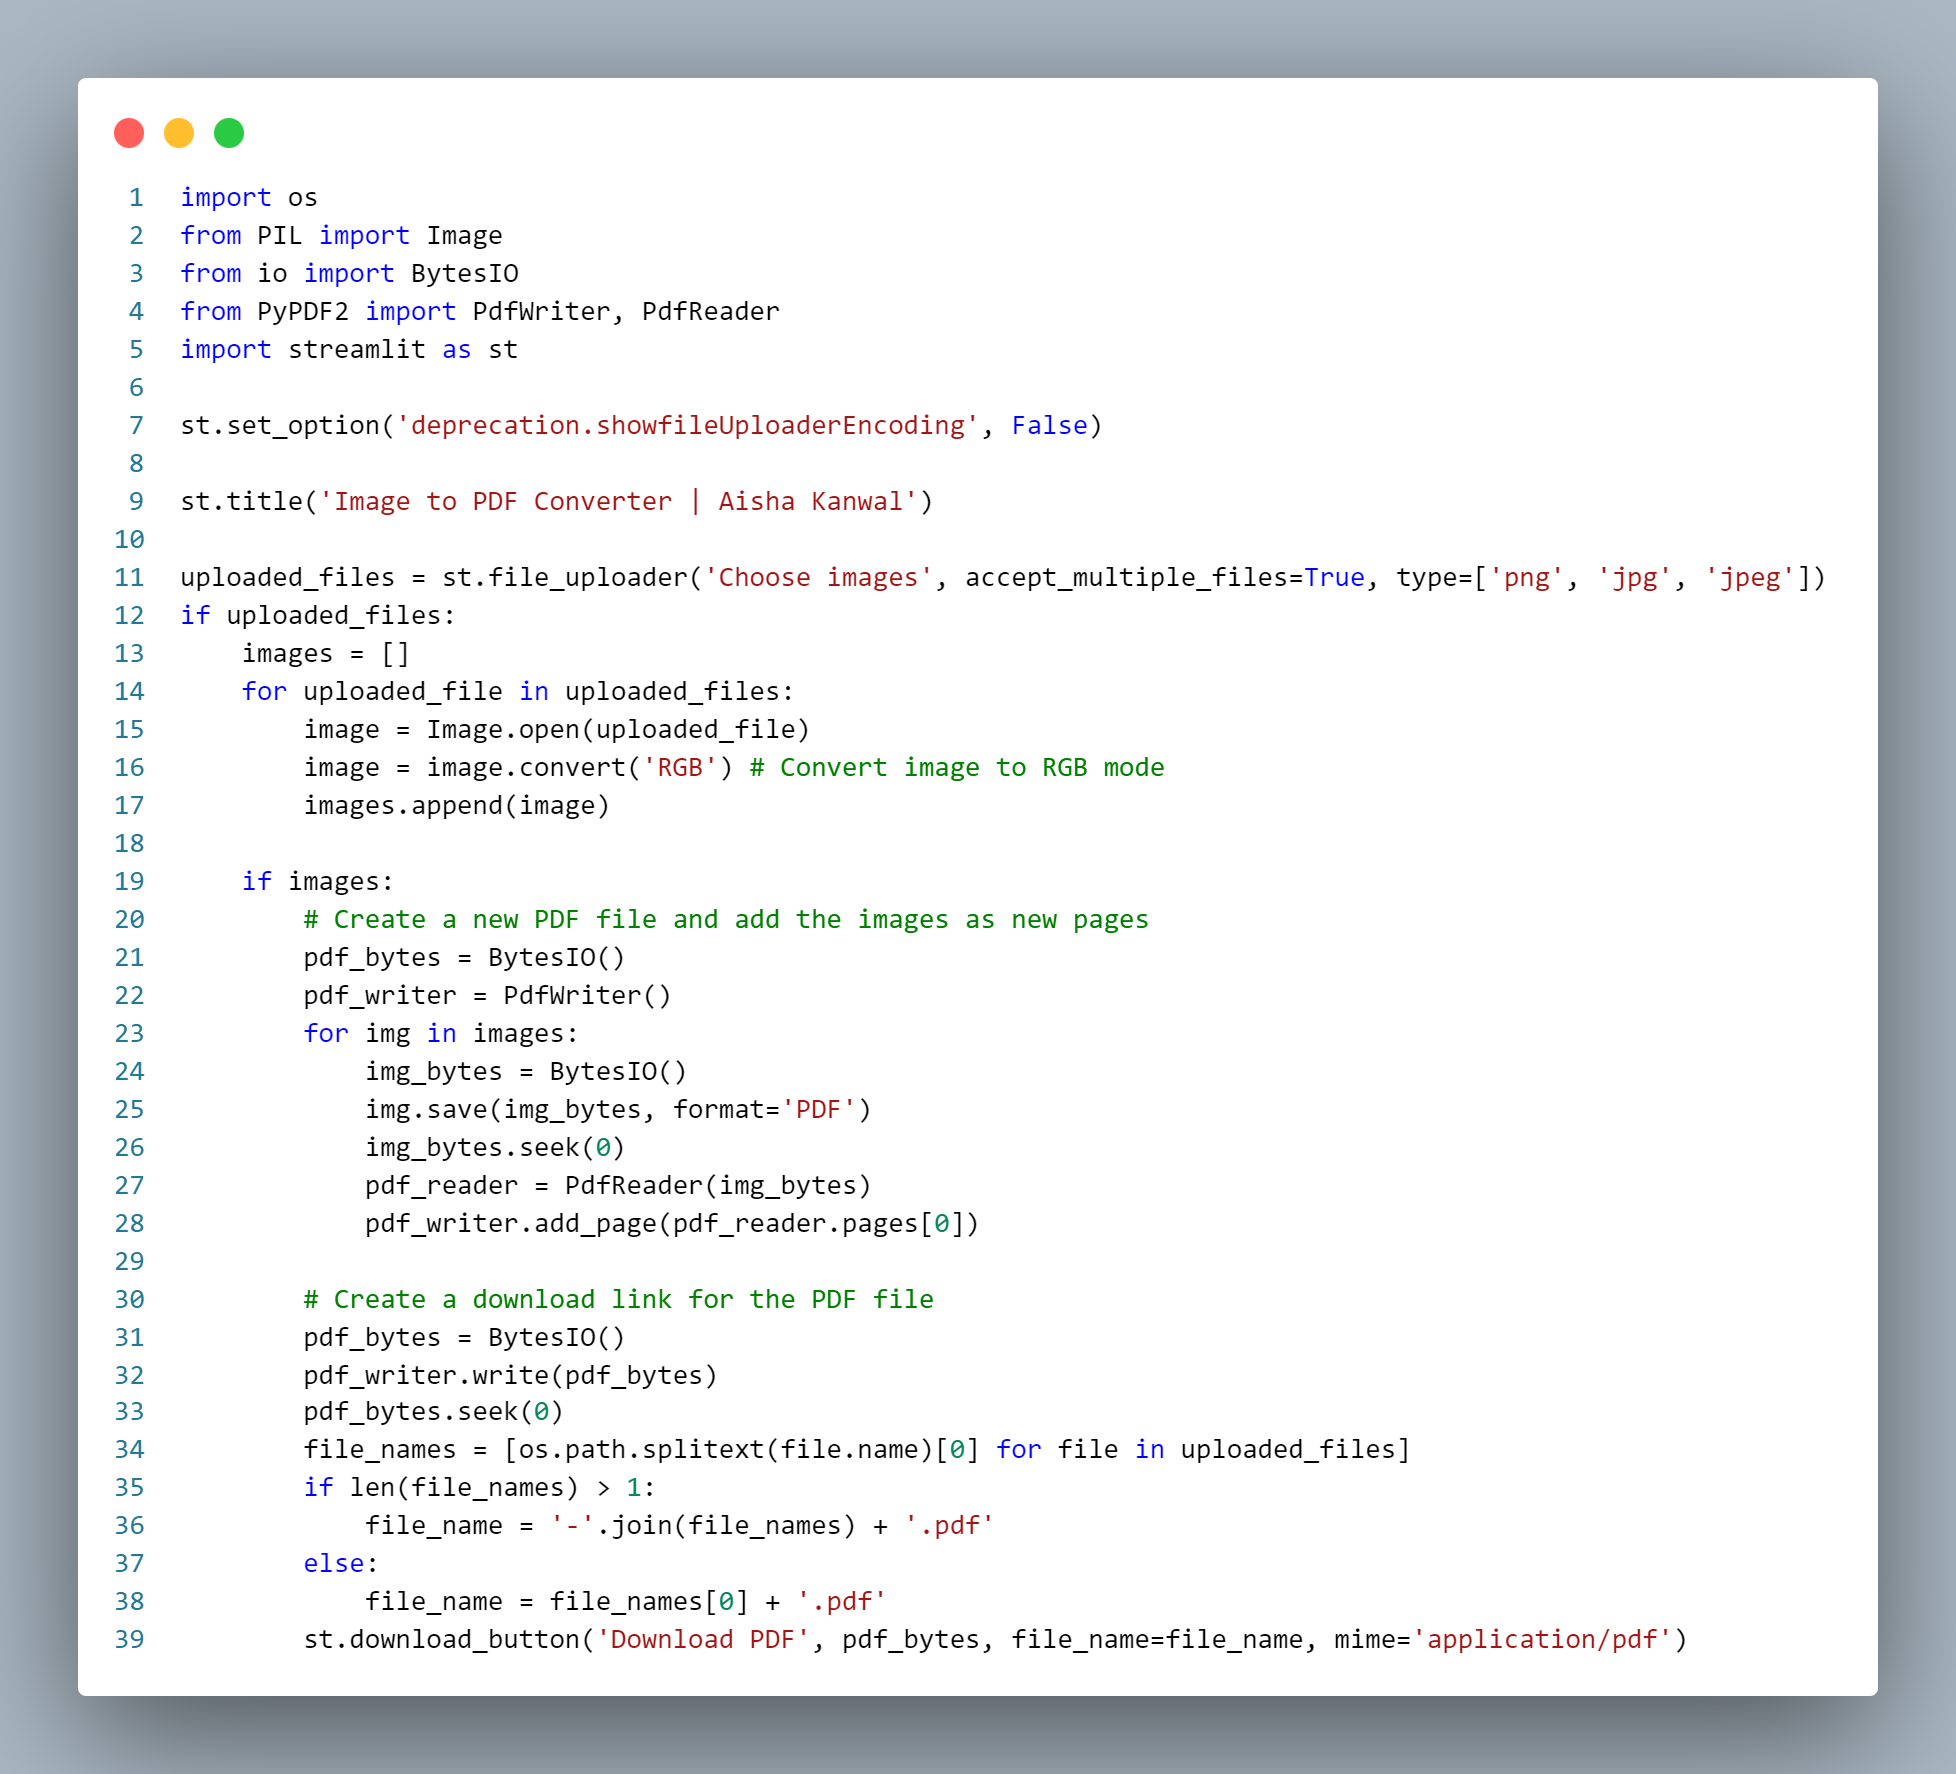 1 import os
2 from PIL import Image
3 from io import BytesIO
4 from PyPDF2 import PdfWriter, PdfReader
5 import streamlit as st
6
7 st.set_option('deprecation.showfileUploaderEncoding', False)
8
9 st.title('Image to PDF Converter | Aisha Kanwal')
10
11 uploaded_files = st.file_uploader('Choose images', accept_multiple_files=True, type=['png', 'jpg', 'jpeg'])
12 if uploaded_files:
13     images = []
14     for uploaded_file in uploaded_files:
15         image = Image.open(uploaded_file)
16         image = image.convert('RGB') # Convert image to RGB mode
17         images.append(image)
18
19     if images:
20         # Create a new PDF file and add the images as new pages
21         pdf_bytes = BytesIO()
22         pdf_writer = PdfWriter()
23         for img in images:
24             img_bytes = BytesIO()
25             img.save(img_bytes, format='PDF')
26             img_bytes.seek(0)
27             pdf_reader = PdfReader(img_bytes)
28             pdf_writer.add_page(pdf_reader.pages[0])
29
30         # Create a download link for the PDF file
31         pdf_bytes = BytesIO()
32         pdf_writer.write(pdf_bytes)
33         pdf_bytes.seek(0)
34         file_names = [os.path.splitext(file.name)[0] for file in uploaded_files]
35         if len(file_names) > 1:
36             file_name = '-'.join(file_names) + '.pdf'
37         else:
38             file_name = file_names[0] + '.pdf'
39         st.download_button('Download PDF', pdf_bytes, file_name=file_name, mime='application/pdf')